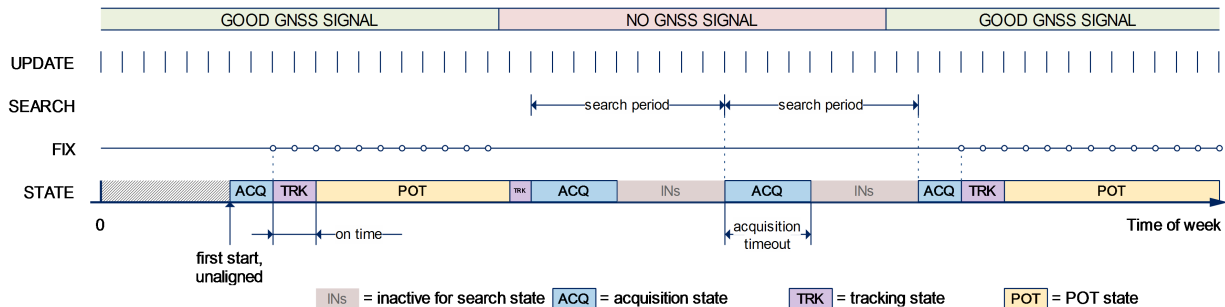 GOOD GNSS SIGNAL NO GNSS SIGNAL GOOD GNSS SIGNAL
UPDATE
SEARCH search period search period
FIX
STATE ACQ TRK POT TRK ACQ INs ACQ INs ACQ TRK POT
0 Time of week
on time
acquisition
timeout
first start,
unaligned
INs = inactive for search state ACQ = acquisition state TRK = tracking state POT = POT state